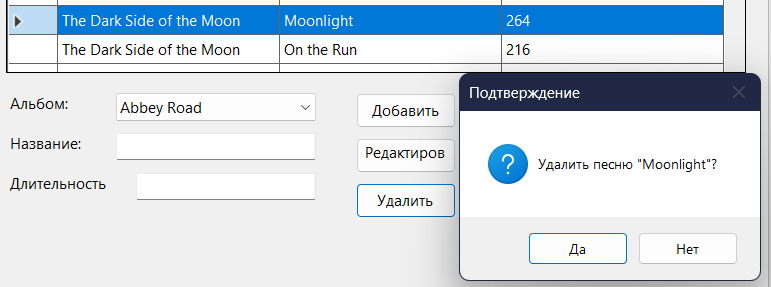 The Dark Side of the Moon Moonlight 264
The Dark Side of the Moon On the Run 216
Альбом: Abbey Road Добавить
Название: Редактиров
Длительность Удалить
Подтверждение
Удалить песню "Moonlight"?
Да Нет